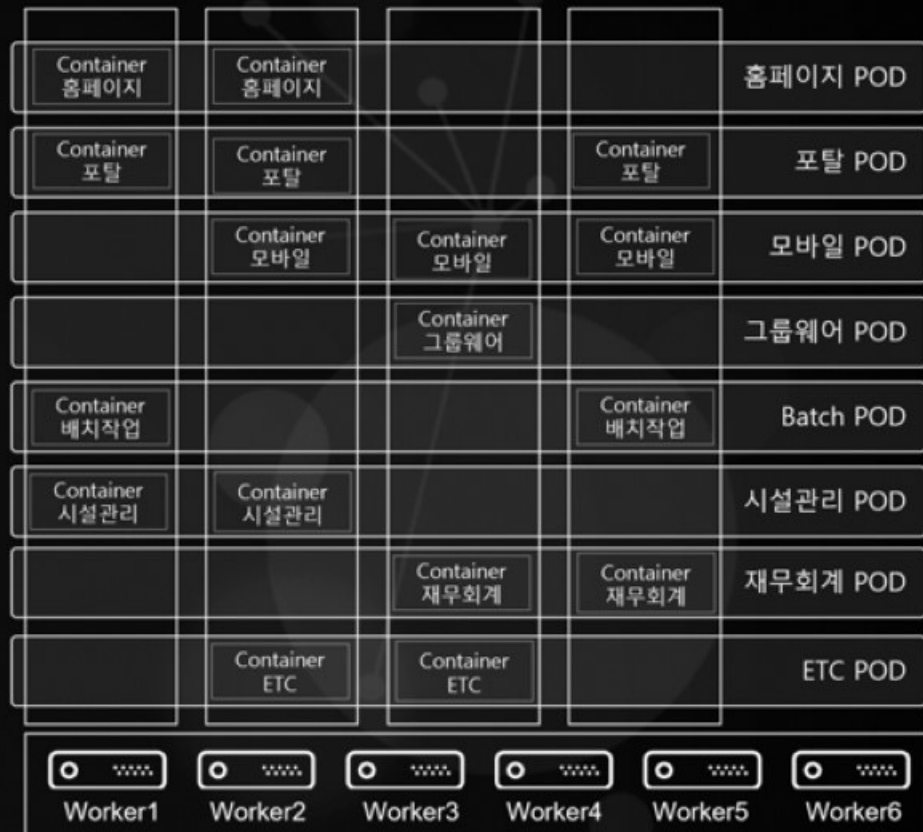 Container
홈페이지
Container
홈페이지
홈페이지 POD
Container
포탈
Container
포탈
Container
포탈
포탈 POD
Container
모바일
Container
모바일
Container
모바일
모바일 POD
Container
그룹웨어
그룹웨어 POD
Container
배치작업
Container
배치작업
Batch POD
Container
시설관리
Container
시설관리
시설관리 POD
Container
재무회계
Container
재무회계
재무회계 POD
Container
ETC
Container
ETC
ETC POD
Worker1
Worker2
Worker3
Worker4
Worker5
Worker6